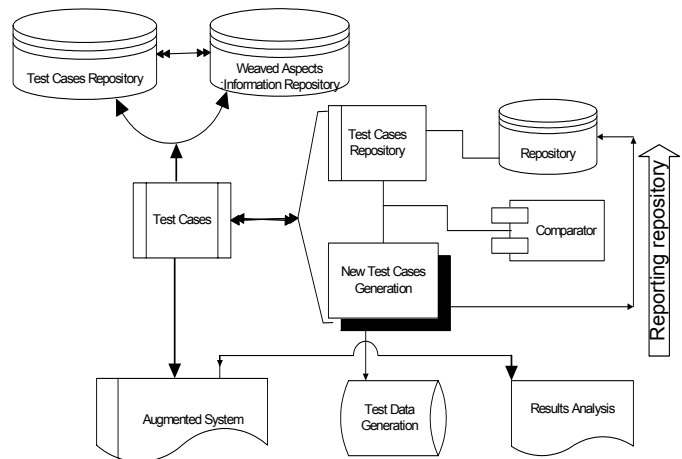 Test Cases Repository
Weaved Aspects
:Information Repository
Test Cases
Repository
Repository
Test Cases
Comparator
New Test Cases
Generation
Reporting repository
Augmented System
Test Data
Generation
Results Analysis